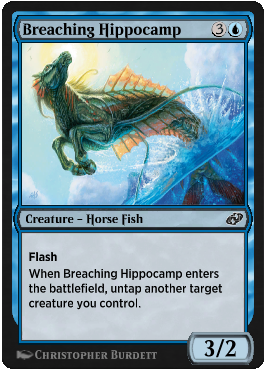 Breaching Hippocamp 3
Creature – Horse Fish
Flash
When Breaching Hippocamp enters
the battlefield, untap another target
creature you control.
Christopher Burdett
3/2